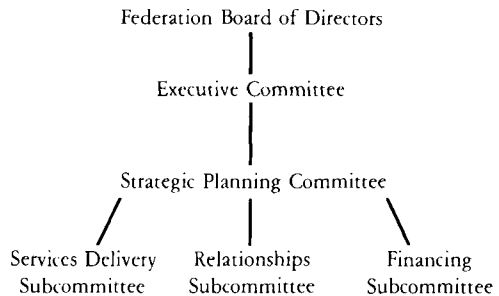 Federation Board of Directors
Executive Committee
Strategic Planning Committee
Services Delivery
Subcommittee
Relationships
Subcommittee
Financing
Subcommittee